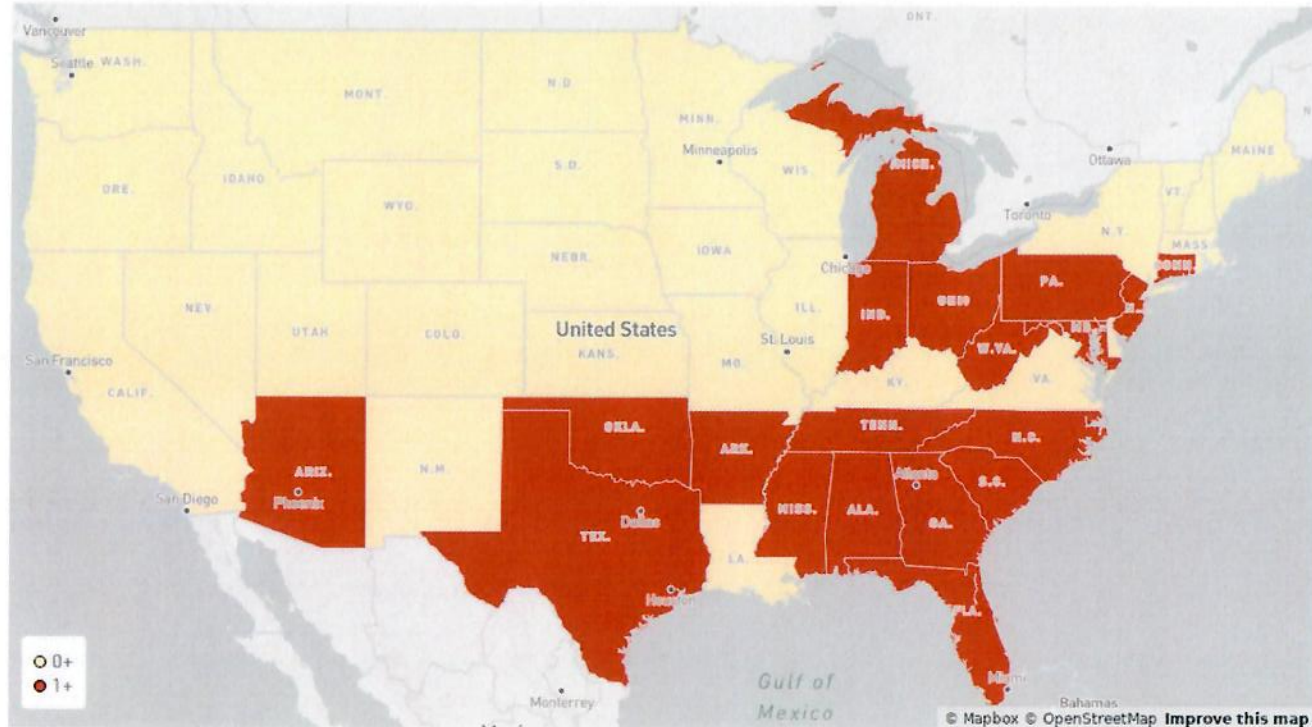 ONT.
Vancouver
Seattle
WASH.
MONT.
N.D.
MINN.
Minneapolis
Ottawa
MAINE
ORE.
IDAHO
S.D.
WIS.
MICH.
VT.
WYO.
Toronto
N.Y.
MASS
IOWA
NEBR.
Chicago
CONN.
NEV.
UTAH
COLO.
United States
ILL.
IND.
OHIO
PA.
N.J.
MD.
San Francisco
KANS.
St. Louis
MO.
W.VA.
CALIF.
KY.
VA.
OKLA.
ARK.
TENN.
N.C.
ARIZ.
N.M.
Atlanta
S.C.
San Diego
Phoenix
Dallas
MISS.
ALA.
GA.
TEX.
LA.
Houston
FLA.
0+
1+
Gulf of
Mexico
Miami
Monterrey
Bahamas
© Mapbox © OpenStreetMap Improve this map